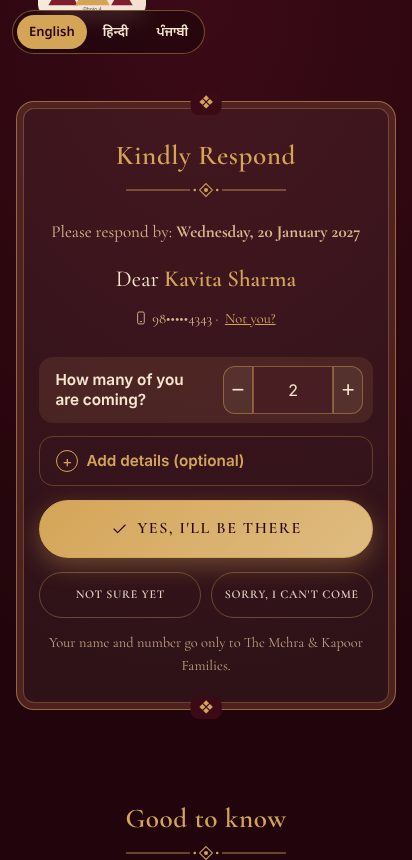 English हिन्दी ਪੰਜਾਬੀ
Kindly Respond
Please respond by: Wednesday, 20 January 2027
Dear Kavita Sharma
98•••••4343 · Not you?
How many of you
are coming?
− 2 +
Add details (optional)
YES, I'LL BE THERE
NOT SURE YET
SORRY, I CAN'T COME
Your name and number go only to The Mehra & Kapoor
Families.
Good to know